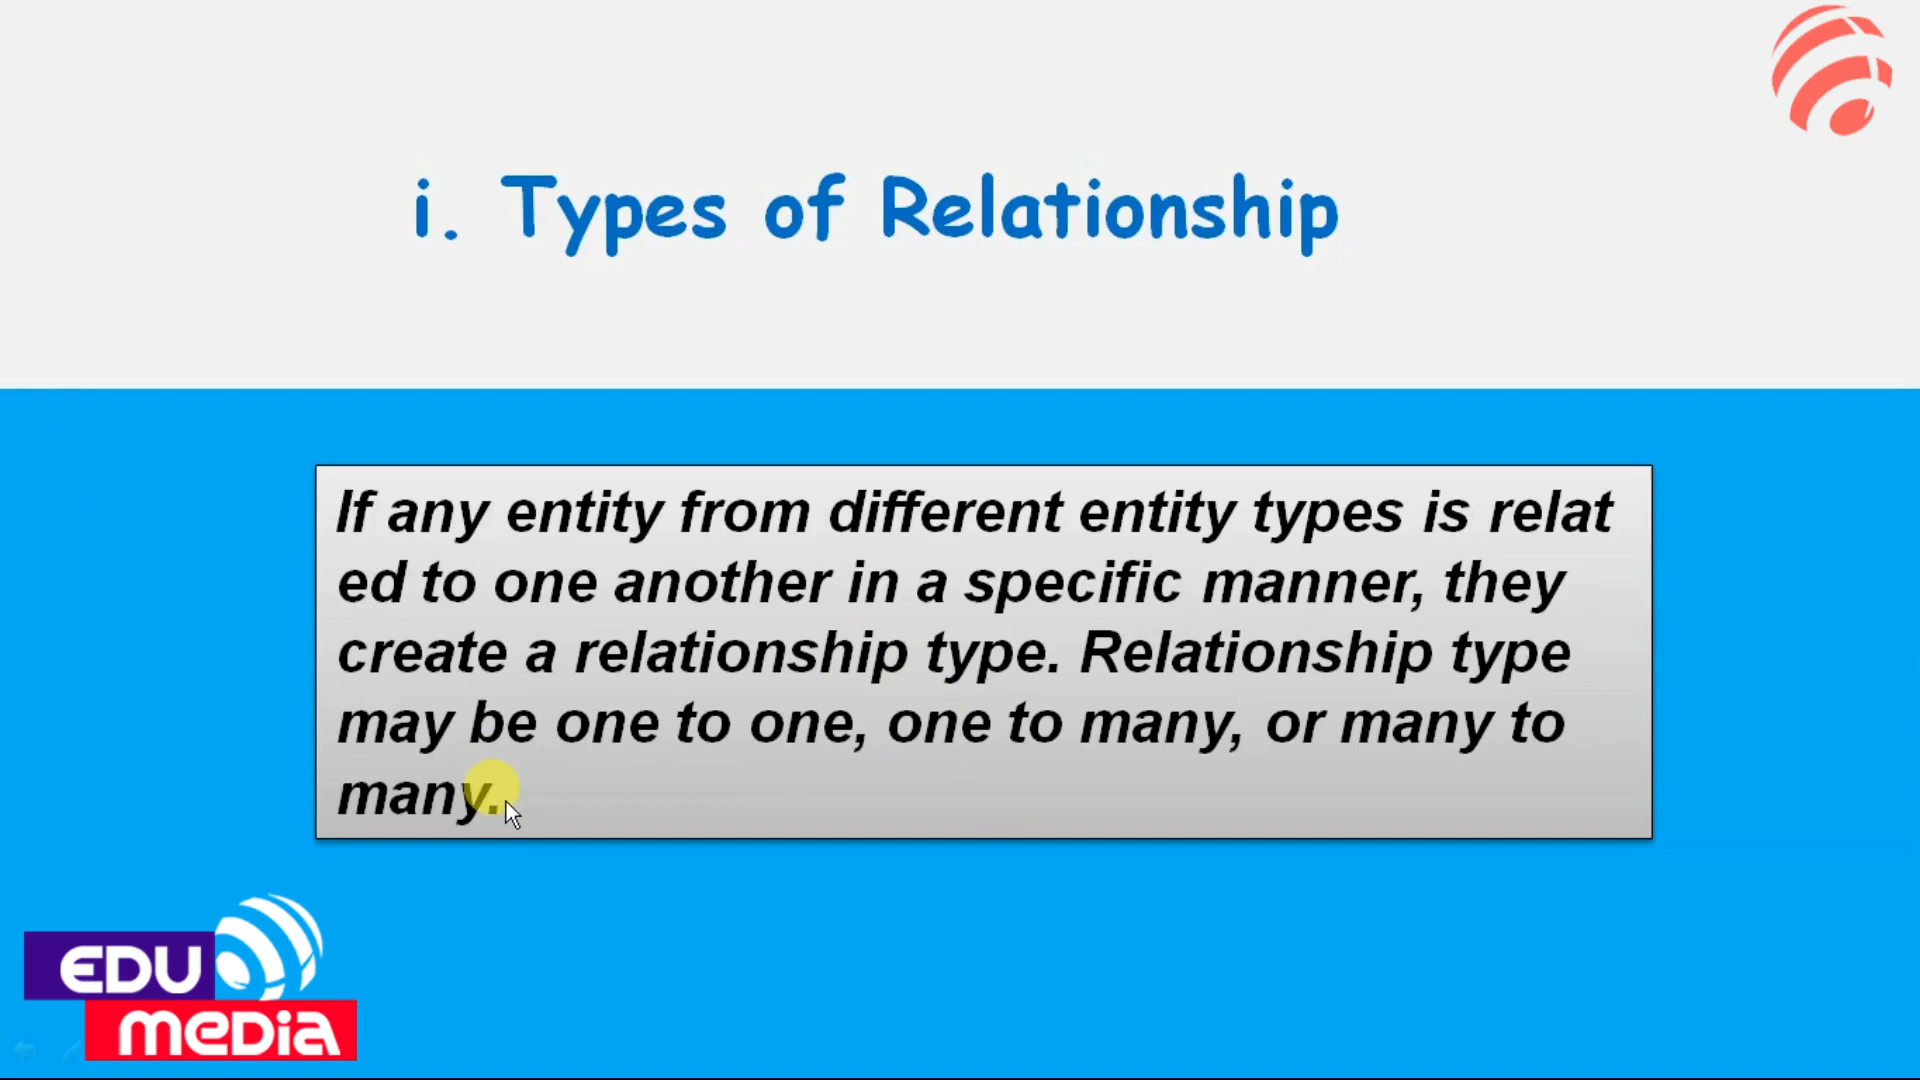 i. Types of Relationship
If any entity from different entity types is relat
ed to one another in a specific manner, they
create a relationship type. Relationship type
may be one to one, one to many, or many to
many.
EDU
meDia